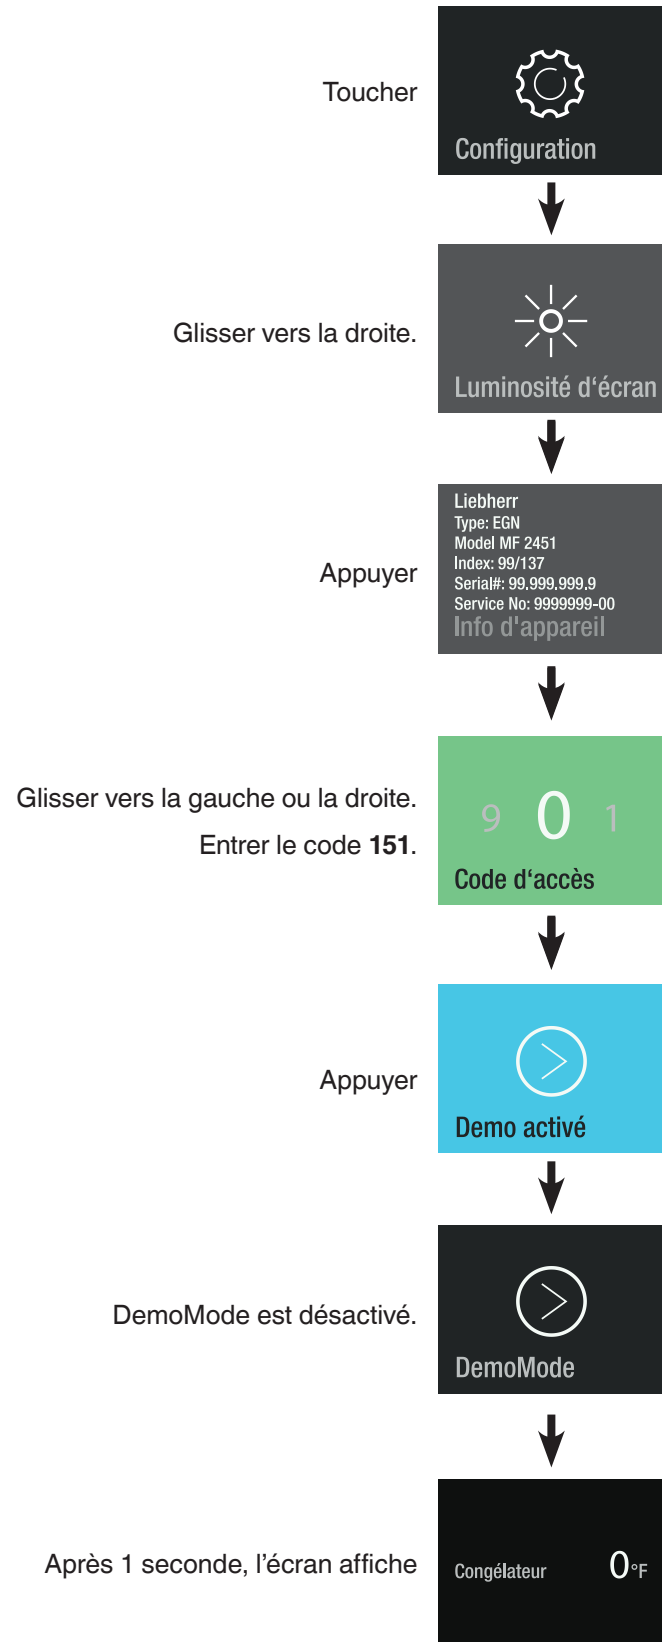 Toucher
Configuration
Glisser vers la droite.
Luminosité d‘écran
Appuyer
Liebherr
Type: EGN
Model MF 2451
Index: 99/137
Serial#: 99.999.999.9
Service No: 9999999-00
Info d'appareil
Glisser vers la gauche ou la droite.
Entrer le code 151.
9 0 1
Code d‘accès
Appuyer
Demo activé
DemoMode est désactivé.
DemoMode
Après 1 seconde, l’écran affiche
Congélateur 0°F